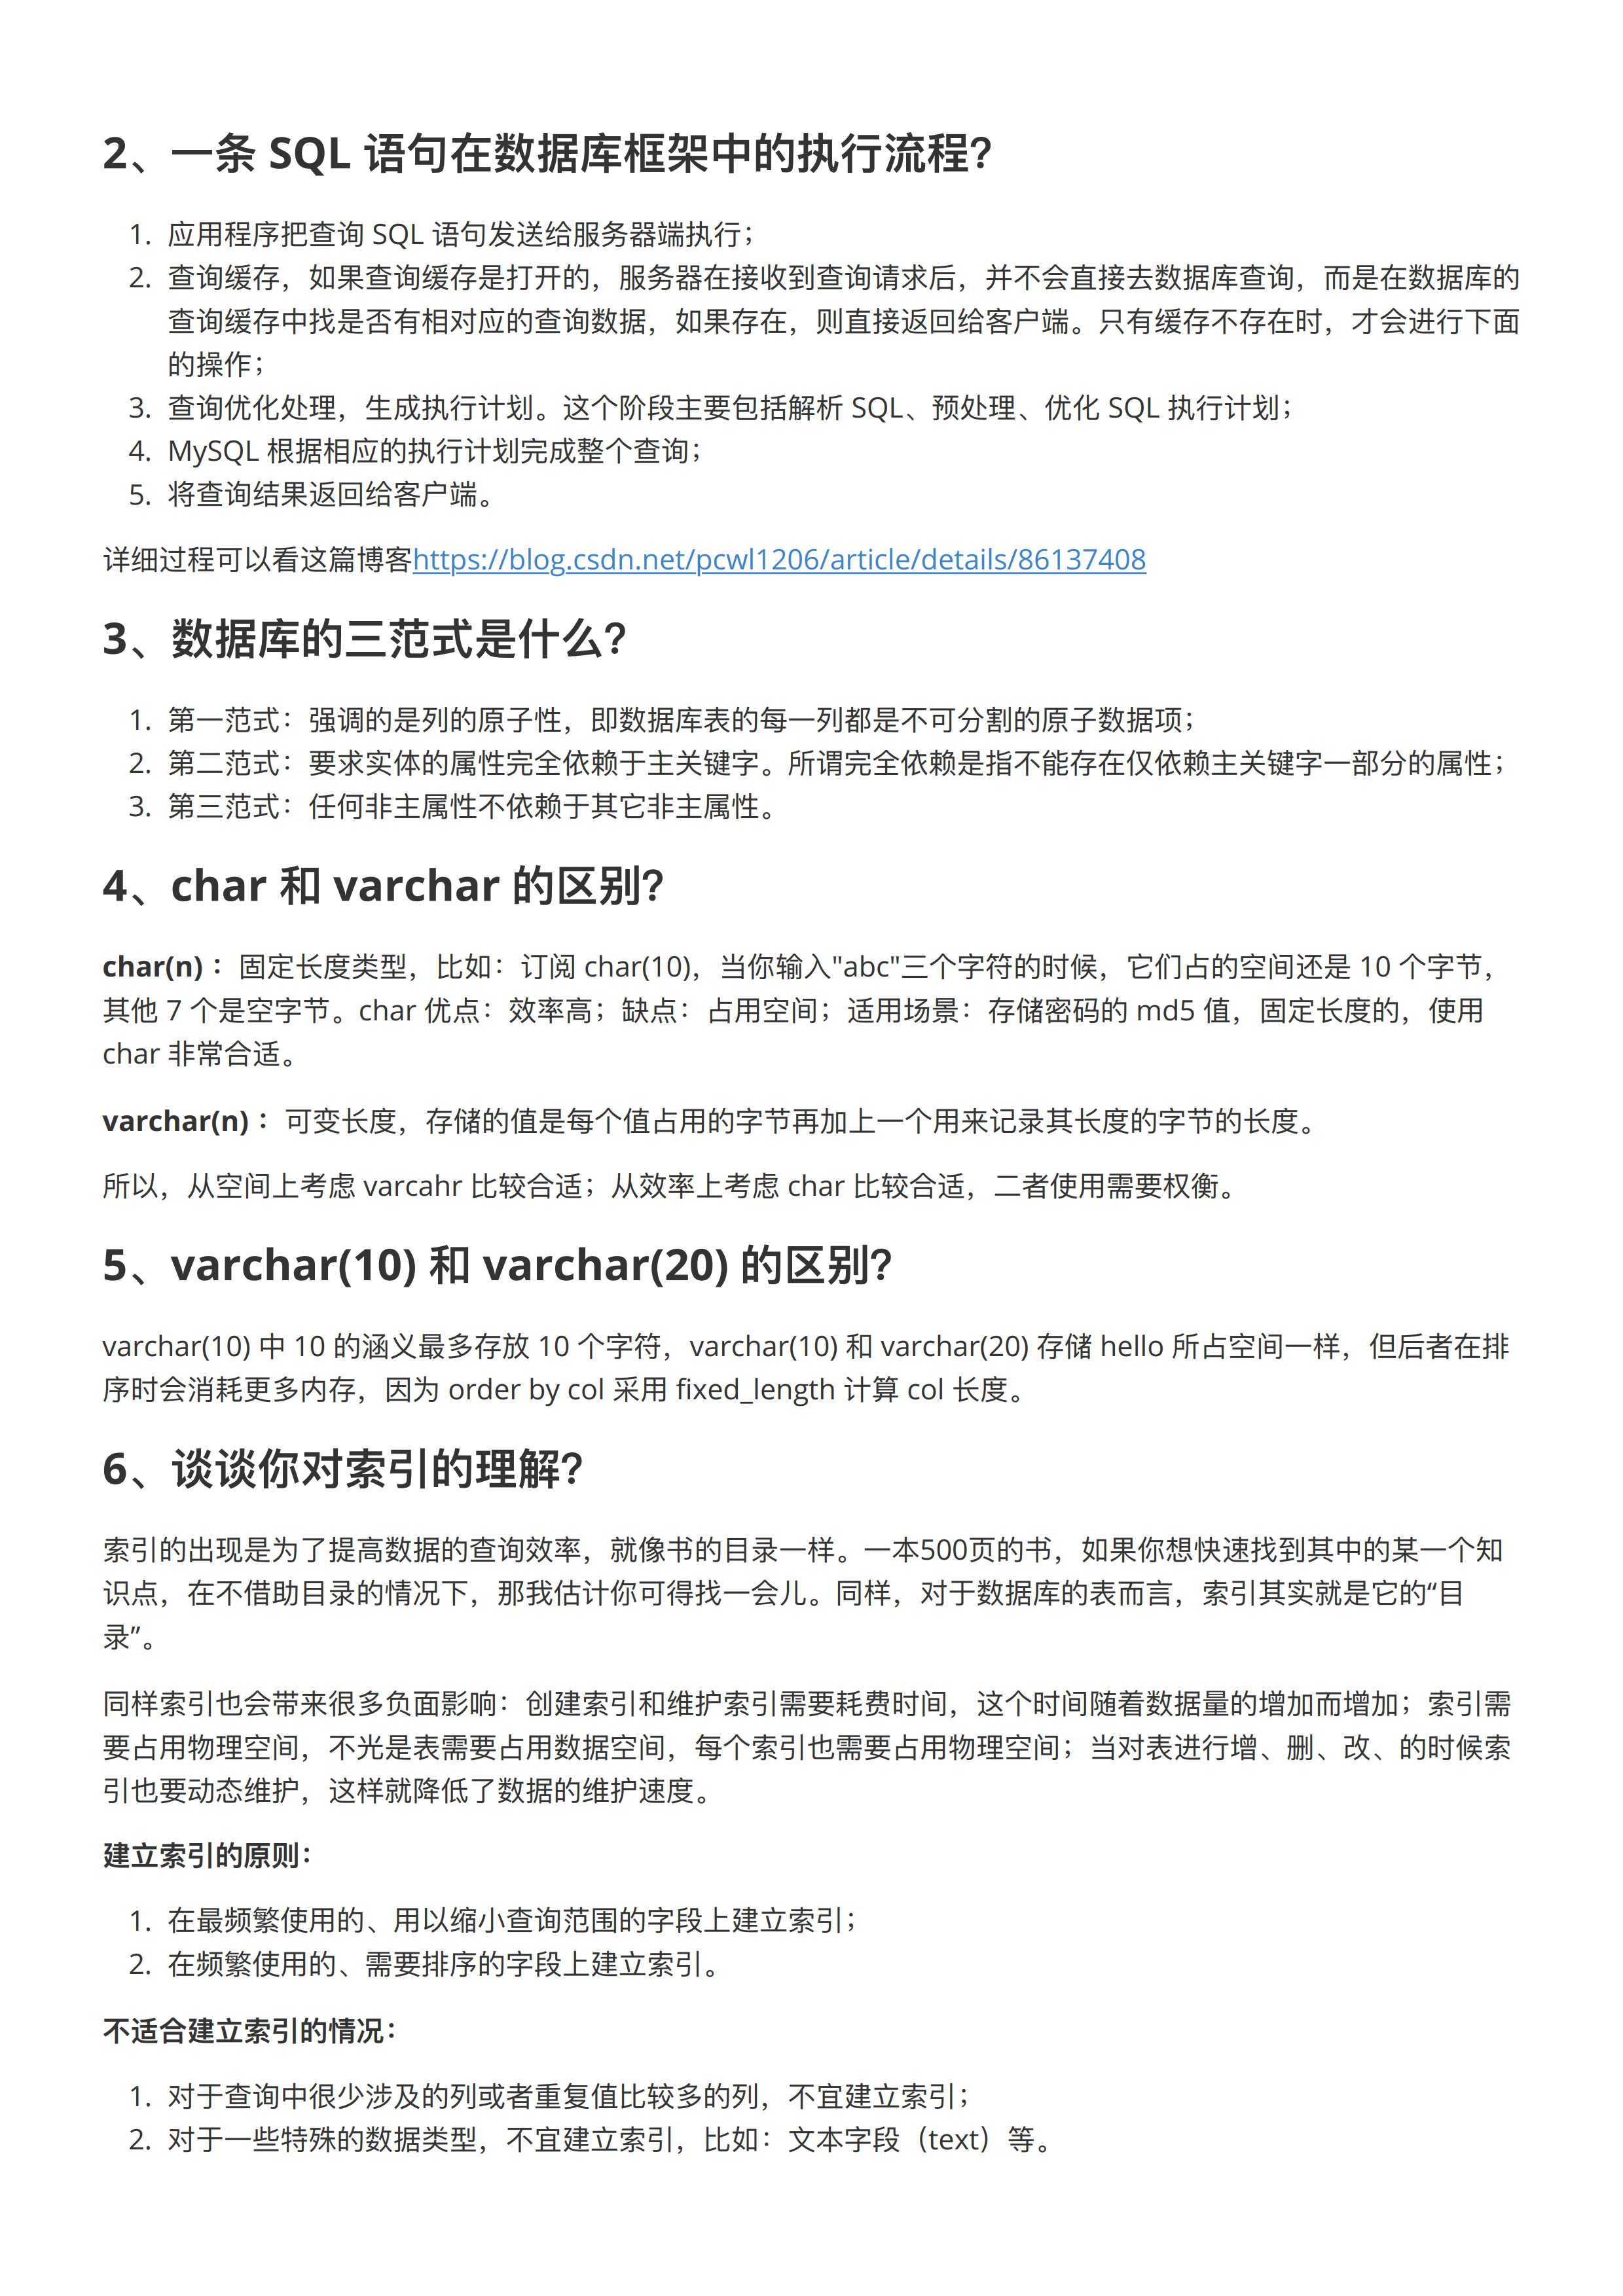 2、一条 SQL 语句在数据库框架中的执行流程?
1. 应用程序把查询 SQL 语句发送给服务器端执行；
2. 查询缓存，如果查询缓存是打开的，服务器在接收到查询请求后，并不会直接去数据库查询，而是在数据库的
查询缓存中找是否有相对应的查询数据，如果存在，则直接返回给客户端。只有缓存不存在时，才会进行下面
的操作；
3. 查询优化处理，生成执行计划。这个阶段主要包括解析 SQL、预处理、优化 SQL 执行计划；
4. MySQL 根据相应的执行计划完成整个查询；
5. 将查询结果返回给客户端。
详细过程可以看这篇博客https://blog.csdn.net/pcwl1206/article/details/86137408
3、数据库的三范式是什么?
1. 第一范式：强调的是列的原子性，即数据库表的每一列都是不可分割的原子数据项；
2. 第二范式：要求实体的属性完全依赖于主关键字。所谓完全依赖是指不能存在仅依赖主关键字一部分的属性；
3. 第三范式：任何非主属性不依赖于其它非主属性。
4、char 和 varchar 的区别?
char(n) ：固定长度类型，比如：订阅 char(10)，当你输入"abc"三个字符的时候，它们占的空间还是 10 个字节，
其他 7 个是空字节。char 优点：效率高；缺点：占用空间；适用场景：存储密码的 md5 值，固定长度的，使用
char 非常合适。
varchar(n) ：可变长度，存储的值是每个值占用的字节再加上一个用来记录其长度的字节的长度。
所以，从空间上考虑 varcahr 比较合适；从效率上考虑 char 比较合适，二者使用需要权衡。
5、varchar(10) 和 varchar(20) 的区别?
varchar(10) 中 10 的涵义最多存放 10 个字符，varchar(10) 和 varchar(20) 存储 hello 所占空间一样，但后者在排
序时会消耗更多内存，因为 order by col 采用 fixed_length 计算 col 长度。
6、谈谈你对索引的理解?
索引的出现是为了提高数据的查询效率，就像书的目录一样。一本500页的书，如果你想快速找到其中的某一个知
识点，在不借助目录的情况下，那我估计你可得找一会儿。同样，对于数据库的表而言，索引其实就是它的“目
录”。
同样索引也会带来很多负面影响：创建索引和维护索引需要耗费时间，这个时间随着数据量的增加而增加；索引需
要占用物理空间，不光是表需要占用数据空间，每个索引也需要占用物理空间；当对表进行增、删、改、的时候索
引也要动态维护，这样就降低了数据的维护速度。
建立索引的原则：
1. 在最频繁使用的、用以缩小查询范围的字段上建立索引；
2. 在频繁使用的、需要排序的字段上建立索引。
不适合建立索引的情况：
1. 对于查询中很少涉及的列或者重复值比较多的列，不宜建立索引；
2. 对于一些特殊的数据类型，不宜建立索引，比如：文本字段（text）等。